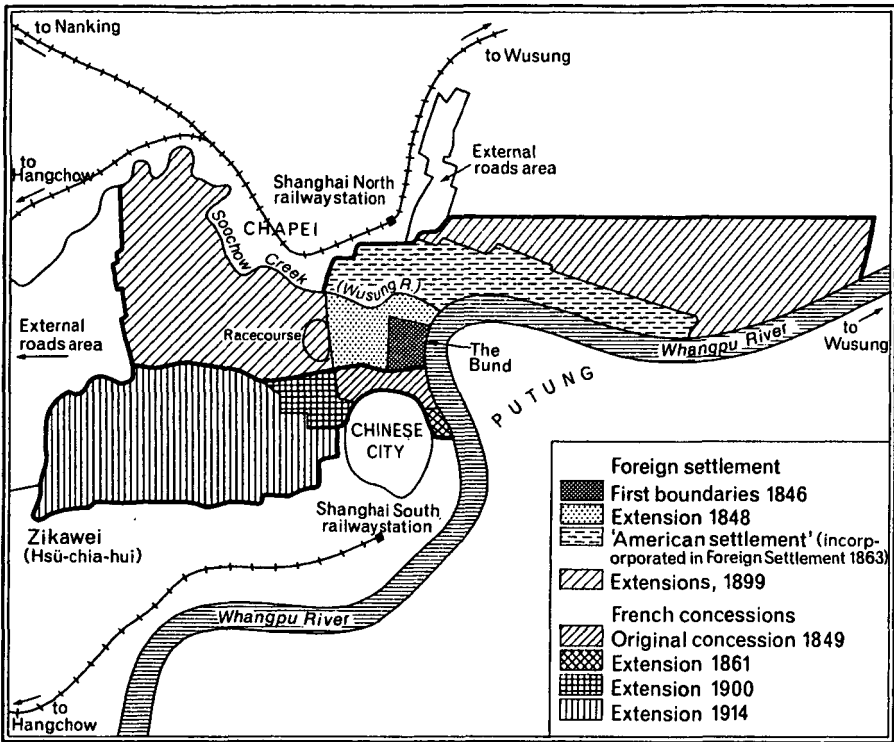 to Nanking
to Wusung
to
Hangchow
External
roads area
Shanghai North
railway station
CHAPEI
Soochow
Creek
(Wusung R.)
Racecourse
External
roads area
The
Bund
Whangpu River
to
Wusung
PUTUNG
CHINESE
CITY
Shanghai South
railway station
Zikawei
(Hsü-chia-hui)
Whangpu River
to
Hangchow
Foreign settlement
First boundaries 1846
Extension 1848
'American settlement' (incorp-
orporated in Foreign Settlement 1863)
Extensions, 1899
French concessions
Original concession 1849
Extension 1861
Extension 1900
Extension 1914